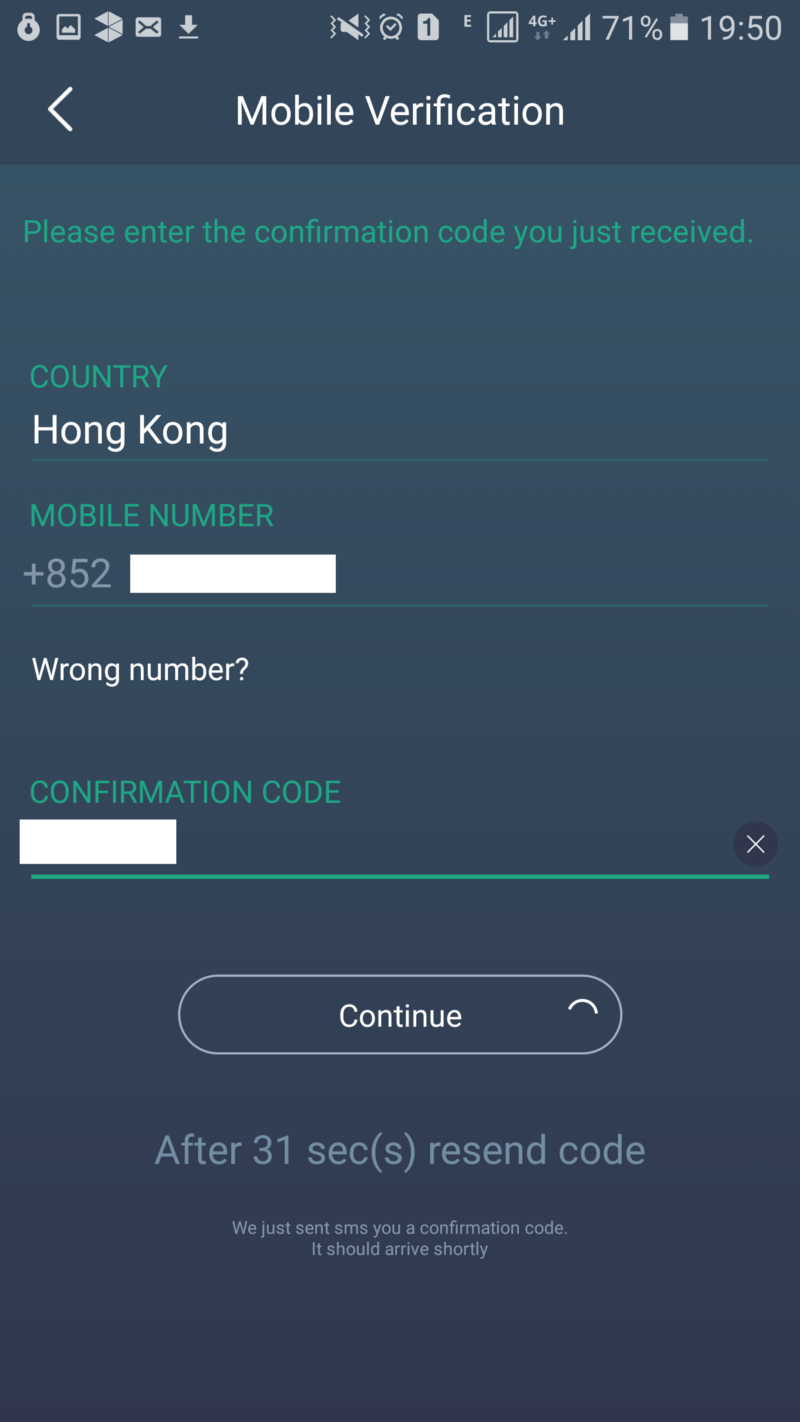 1 E 4G+ 71% 19:50
Mobile Verification
Please enter the confirmation code you just received.
COUNTRY
Hong Kong
MOBILE NUMBER
+852
Wrong number?
CONFIRMATION CODE
Continue
After 31 sec(s) resend code
We just sent sms you a confirmation code.
It should arrive shortly